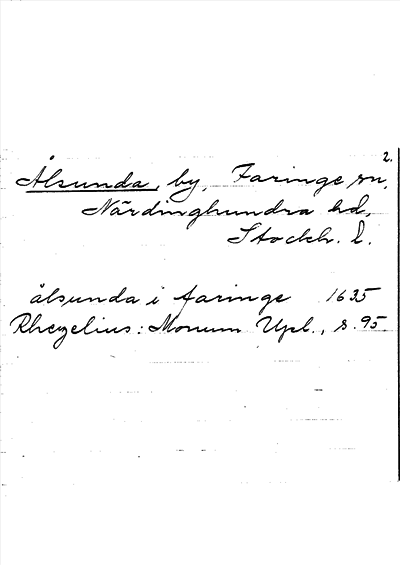 2.
Ålsunda, by, Faringe sn,
Närdinghundra hd,
Stockh. l.
ålsunda i faringe 1635
Rhezelius: Monum Upl., s. 95